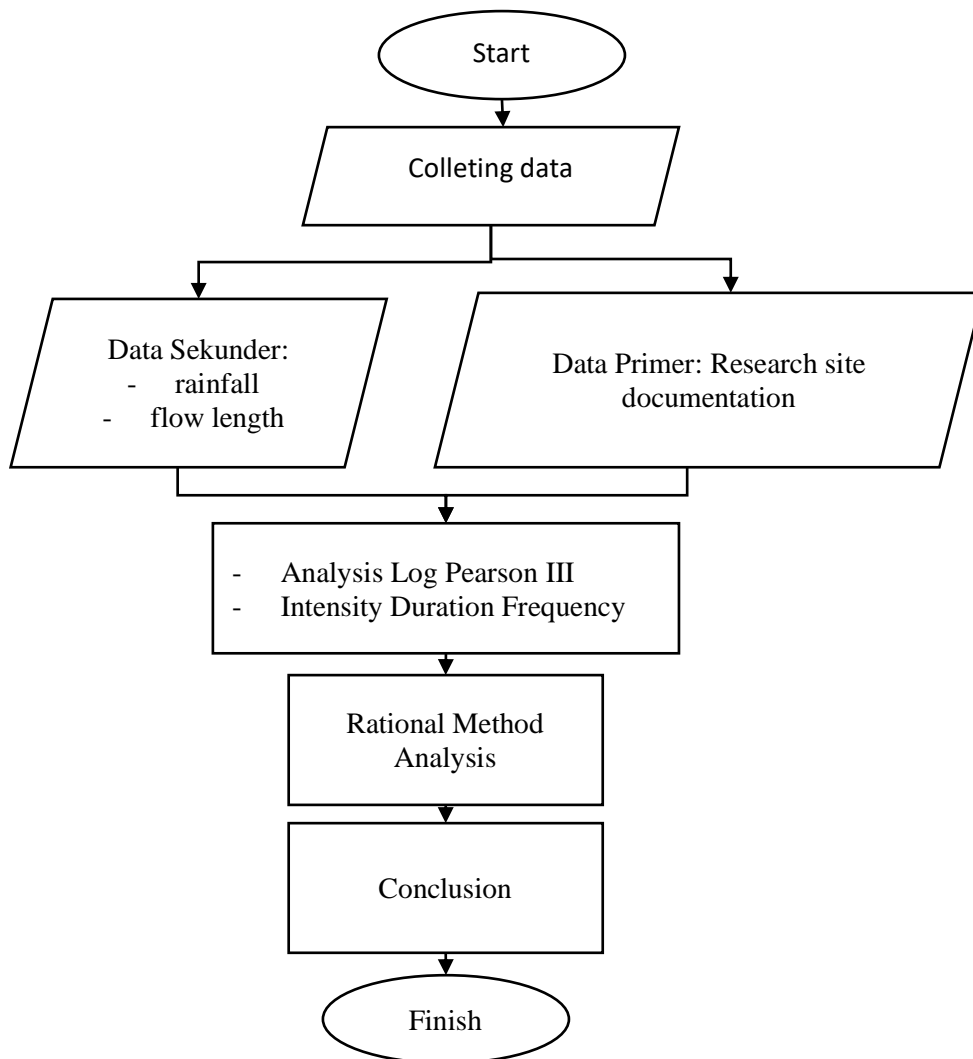 Start
Colleting data
Data Sekunder:
- rainfall
- flow length
Data Primer: Research site
documentation
- Analysis Log Pearson III
- Intensity Duration Frequency
Rational Method
Analysis
Conclusion
Finish